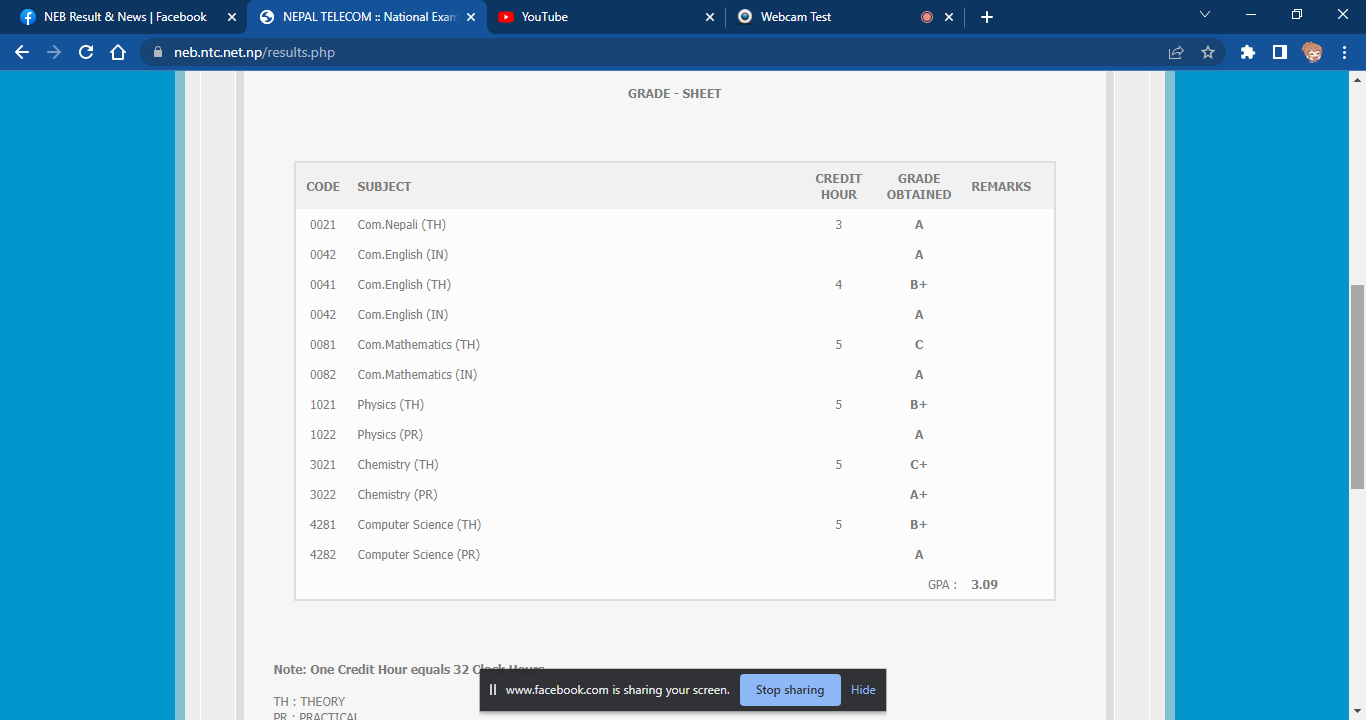 NEB Result & News | Facebook
NEPAL TELECOM :: National Exam
YouTube
Webcam Test
neb.ntc.net.np/results.php
GRADE - SHEET
CODE SUBJECT CREDIT HOUR GRADE OBTAINED REMARKS
0021 Com.Nepali (TH) 3 A
0042 Com.English (IN) A
0041 Com.English (TH) 4 B+
0042 Com.English (IN) A
0081 Com.Mathematics (TH) 5 C
0082 Com.Mathematics (IN) A
1021 Physics (TH) 5 B+
1022 Physics (PR) A
3021 Chemistry (TH) 5 C+
3022 Chemistry (PR) A+
4281 Computer Science (TH) 5 B+
4282 Computer Science (PR) A
GPA : 3.09
Note: One Credit Hour equals 32 Clock Hours
www.facebook.com is sharing your screen. Stop sharing Hide
TH : THEORY
PR : PRACTICAL